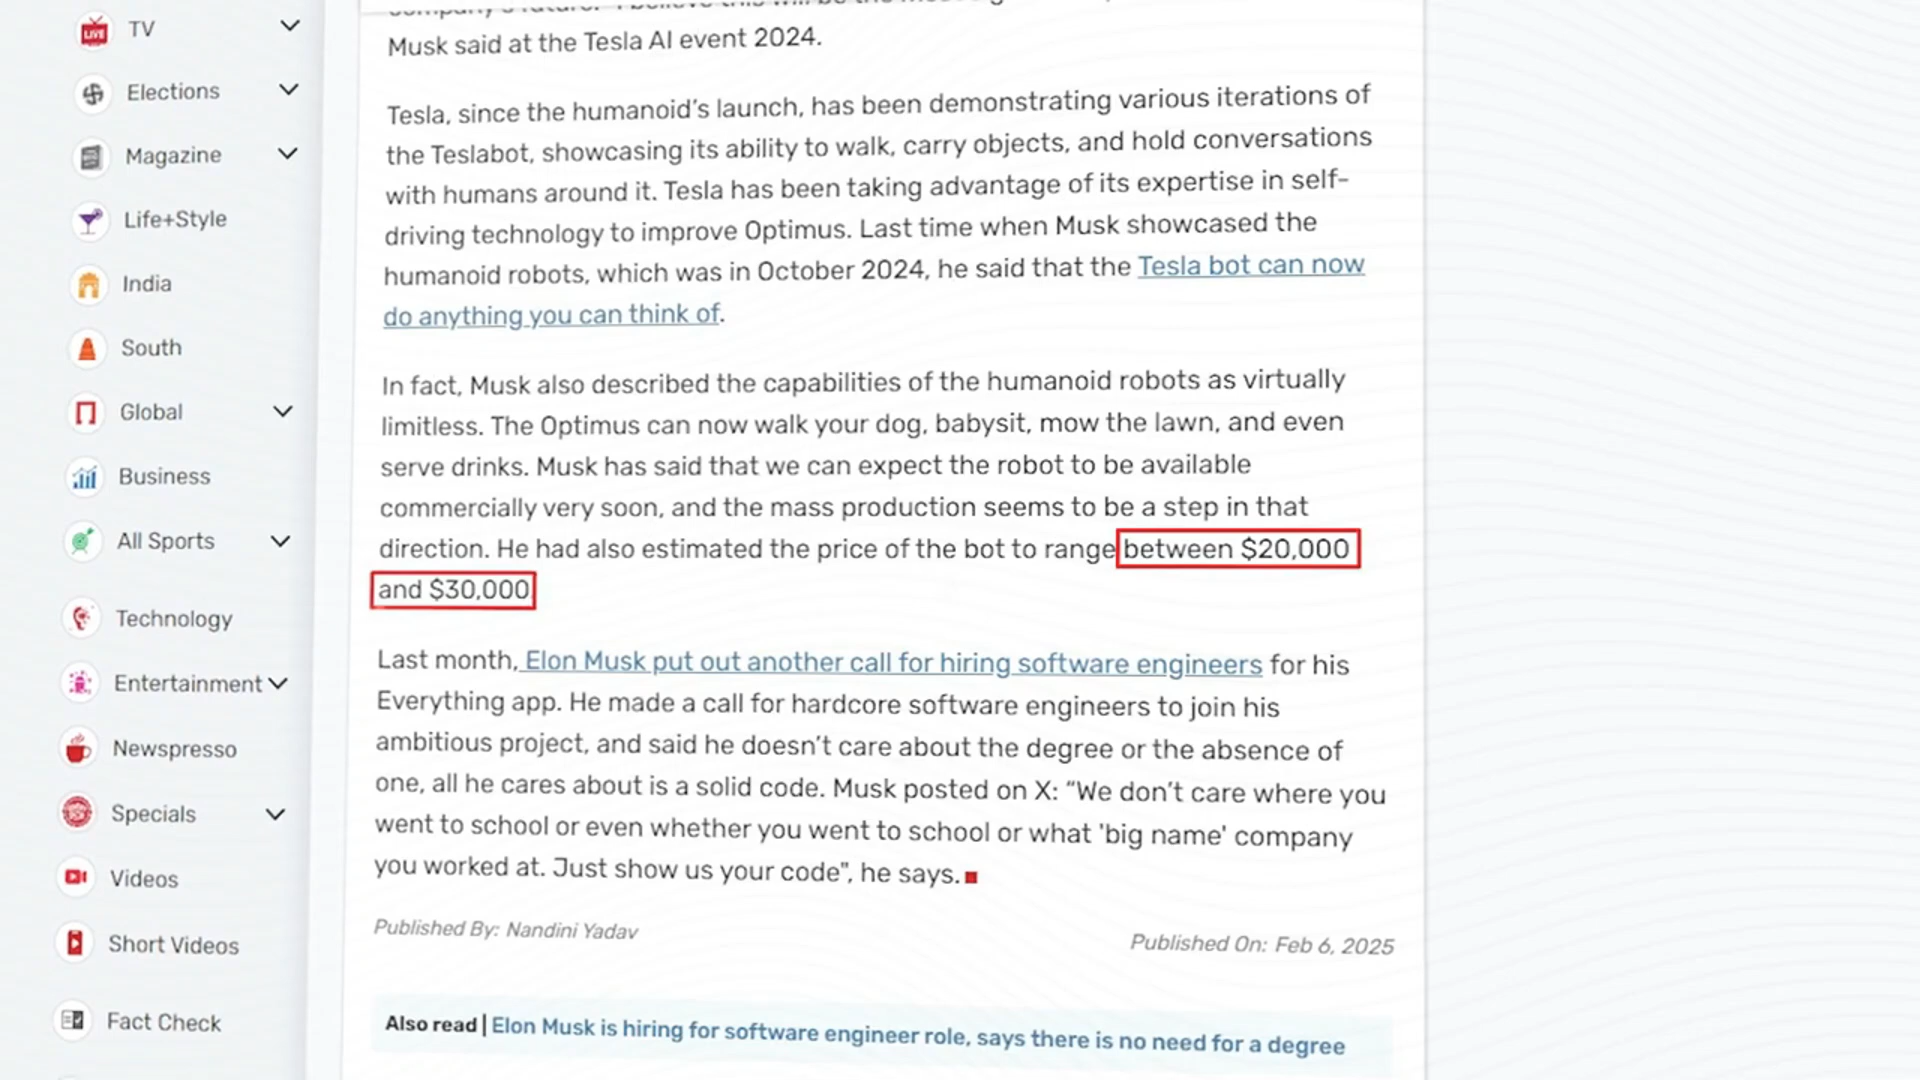 TV
Elections
Magazine
Life+Style
India
South
Global
Business
All Sports
Technology
Entertainment
Newspresso
Specials
Videos
Short Videos
Fact Check
Musk said at the Tesla AI event 2024.
Tesla, since the humanoid's launch, has been demonstrating various iterations of
the Teslabot, showcasing its ability to walk, carry objects, and hold conversations
with humans around it. Tesla has been taking advantage of its expertise in self-
driving technology to improve Optimus. Last time when Musk showcased the
humanoid robots, which was in October 2024, he said that the Tesla bot can now
do anything you can think of.
In fact, Musk also described the capabilities of the humanoid robots as virtually
limitless. The Optimus can now walk your dog, babysit, mow the lawn, and even
serve drinks. Musk has said that we can expect the robot to be available
commercially very soon, and the mass production seems to be a step in that
direction. He had also estimated the price of the bot to range between $20,000
and $30,000
Last month, Elon Musk put out another call for hiring software engineers for his
Everything app. He made a call for hardcore software engineers to join his
ambitious project, and said he doesn't care about the degree or the absence of
one, all he cares about is a solid code. Musk posted on X: “We don't care where you
went to school or even whether you went to school or what 'big name' company
you worked at. Just show us your code”, he says.
Published By: Nandini Yadav
Published On: Feb 6, 2025
Also read | Elon Musk is hiring for software engineer role, says there is no need for a degree